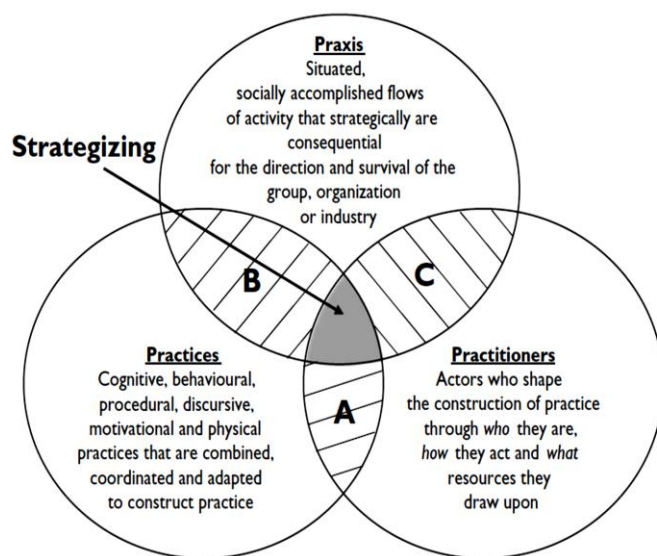 Praxis
Situated,
socially accomplished flows
of activity that strategically are
consequential
for the direction and survival of the
group, organization
or industry
Strategizing
B
C
Practices
Cognitive, behavioural,
procedural, discursive,
motivational and physical
practices that are combined,
coordinated and adapted
to construct practice
A
Practitioners
Actors who shape
the construction of practice
through who they are,
how they act and what
resources they
draw upon